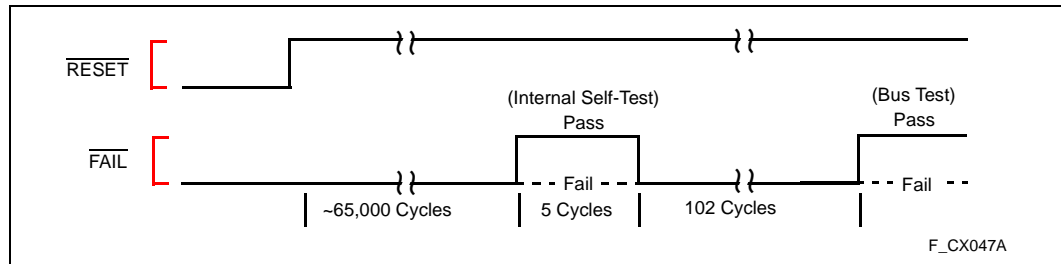 (Internal Self-Test)
Pass
(Bus Test)
Pass
RESET
FAIL
Fail
Fail
~65,000 Cycles
5 Cycles
102 Cycles
F_CX047A